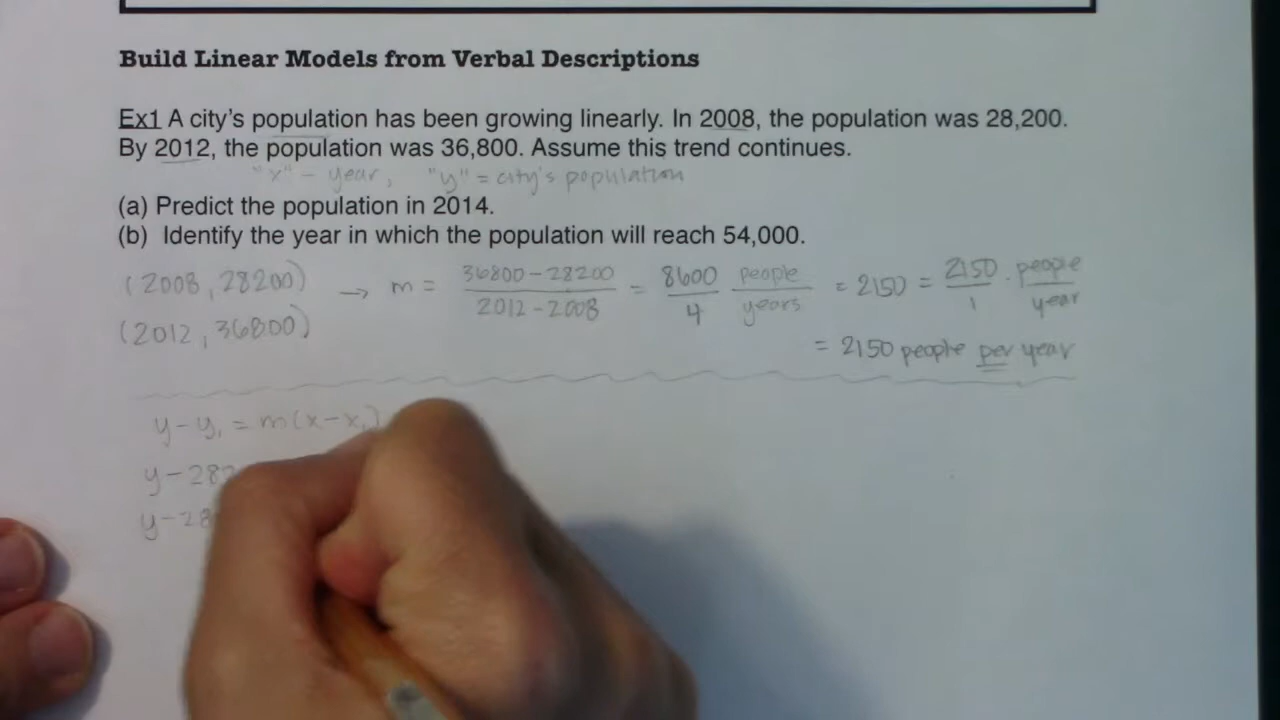 Build Linear Models from Verbal Descriptions
Ex1 A city's population has been growing linearly. In 2008, the population was 28,200.
By 2012, the population was 36,800. Assume this trend continues.
"x" - year, "y" = city's population
(a) Predict the population in 2014.
(b) Identify the year in which the population will reach 54,000.
(2008, 28200)
(2012, 36800)
→ m = 36800-28200 / 2012-2008 = 8600/4 people/years = 2150 = 2150/1 · people/year
= 2150 people per year
y-y₁ = m(x-x₁)
y-282
y-28